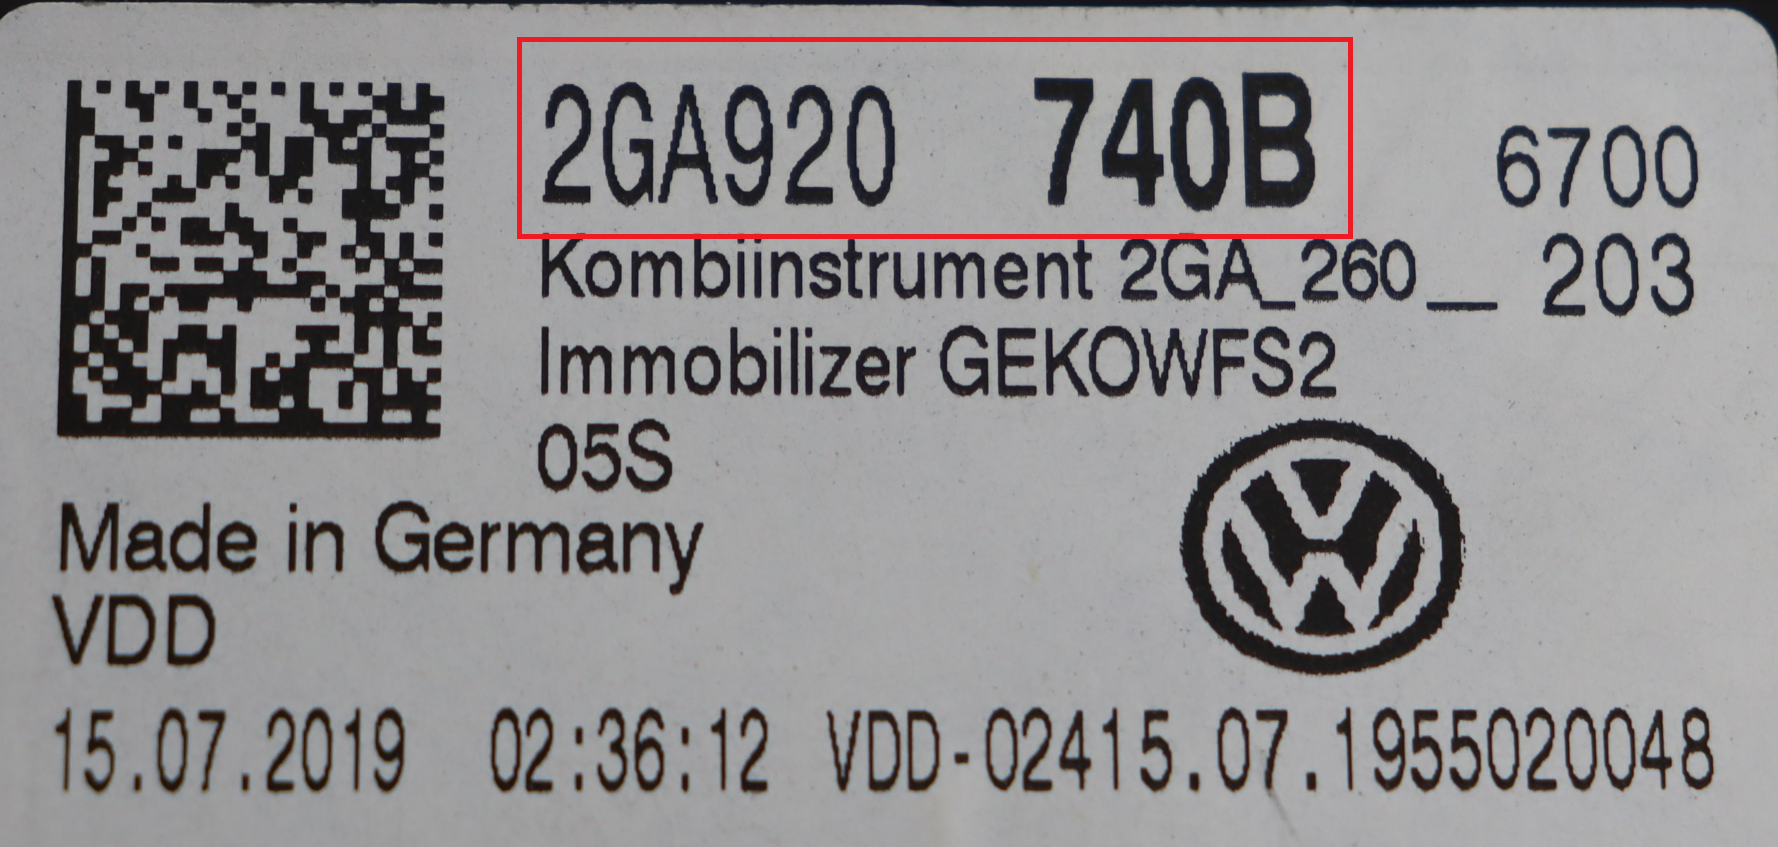 2GA920 740B 6700
Kombiinstrument 2GA_260__ 203
Immobilizer GEKOWFS2
05S
Made in Germany
VDD
15.07.2019 02:36:12 VDD-02415.07.1955020048